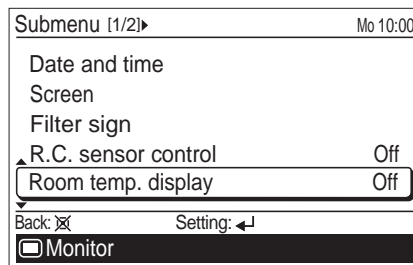 Submenu [1/2] Mo 10:00
Date and time
Screen
Filter sign
R.C. sensor control Off
Room temp. display Off
Back: Setting:
Monitor